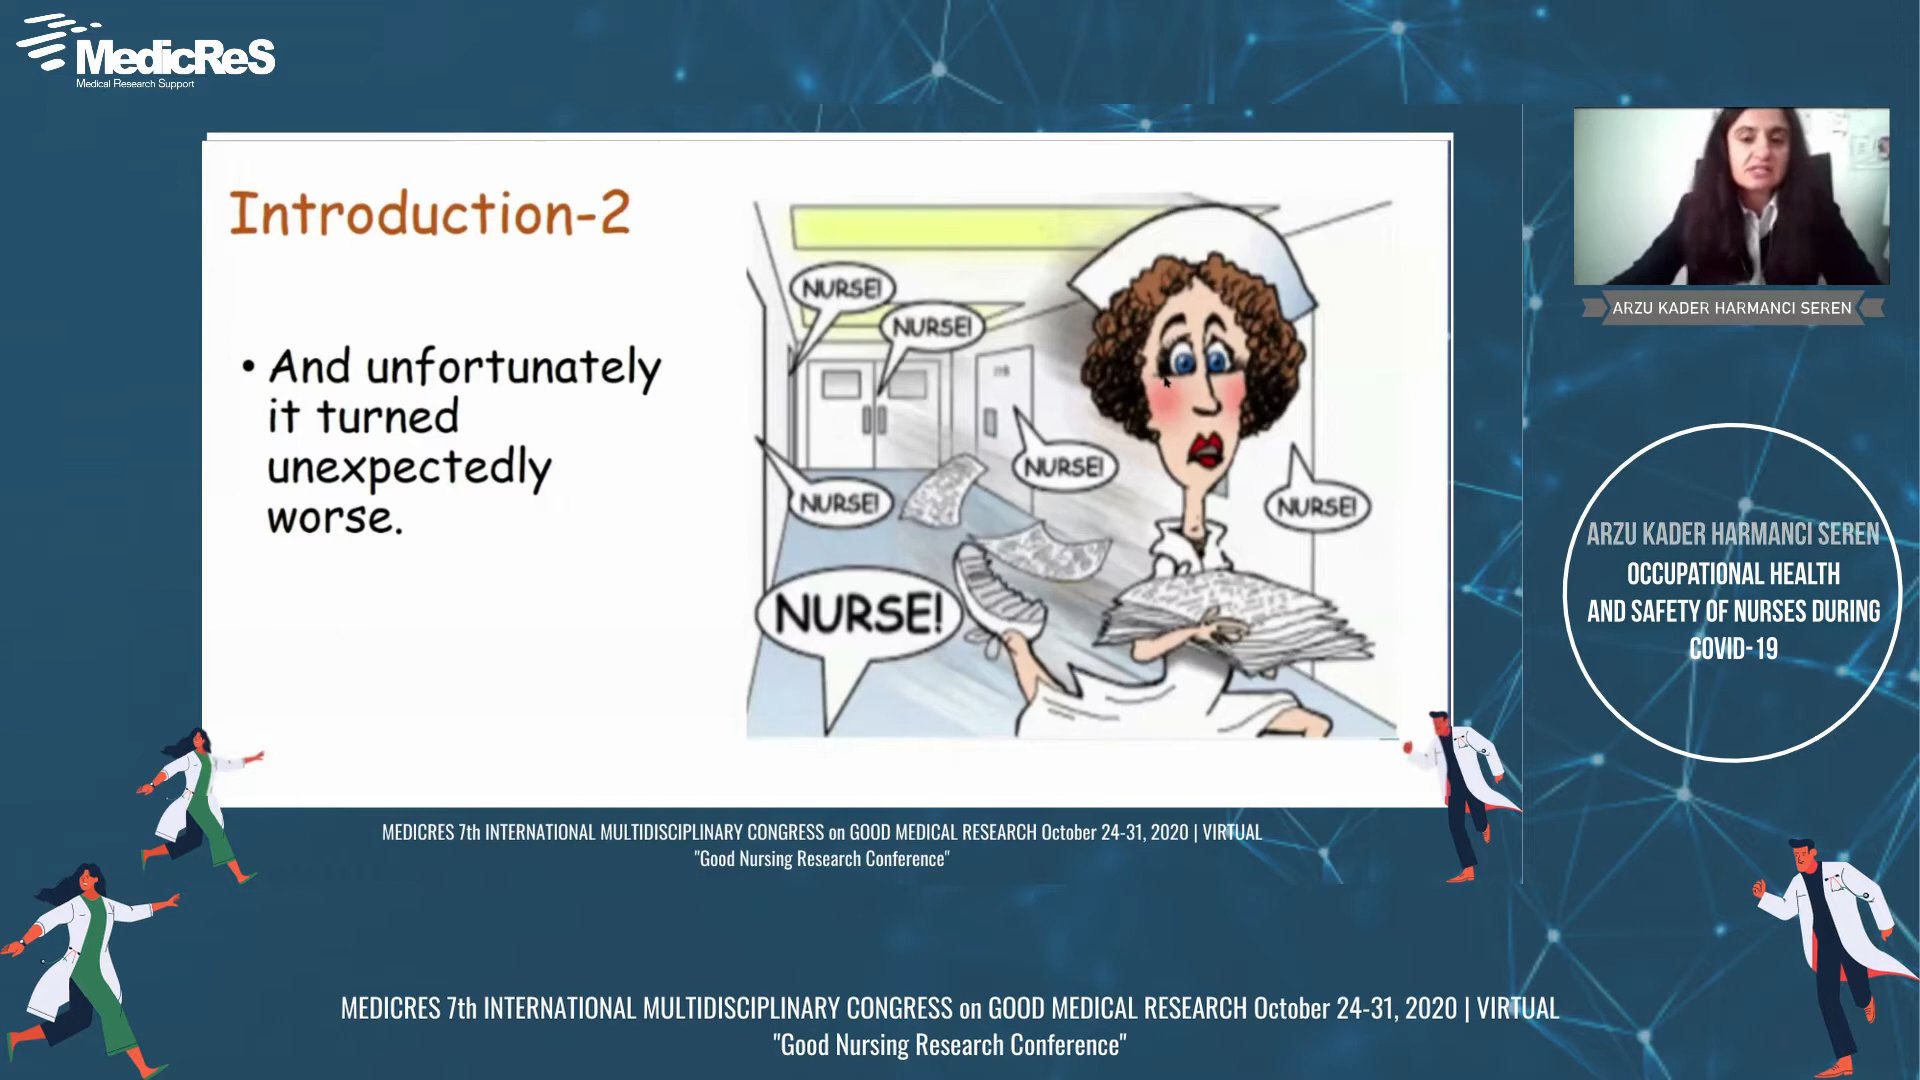 MedicReS
Medical Research Support
Introduction-2
• And unfortunately
it turned
unexpectedly
worse.
NURSE!
NURSE!
NURSE!
NURSE!
NURSE!
NURSE!
ARZU KADER HARMANCI SEREN
ARZU KADER HARMANCI SEREN
OCCUPATIONAL HEALTH
AND SAFETY OF NURSES DURING
COVID-19
MEDICRES 7th INTERNATIONAL MULTIDISCIPLINARY CONGRESS on GOOD MEDICAL RESEARCH October 24-31, 2020 | VIRTUAL
"Good Nursing Research Conference"
MEDICRES 7th INTERNATIONAL MULTIDISCIPLINARY CONGRESS on GOOD MEDICAL RESEARCH October 24-31, 2020 | VIRTUAL
"Good Nursing Research Conference"